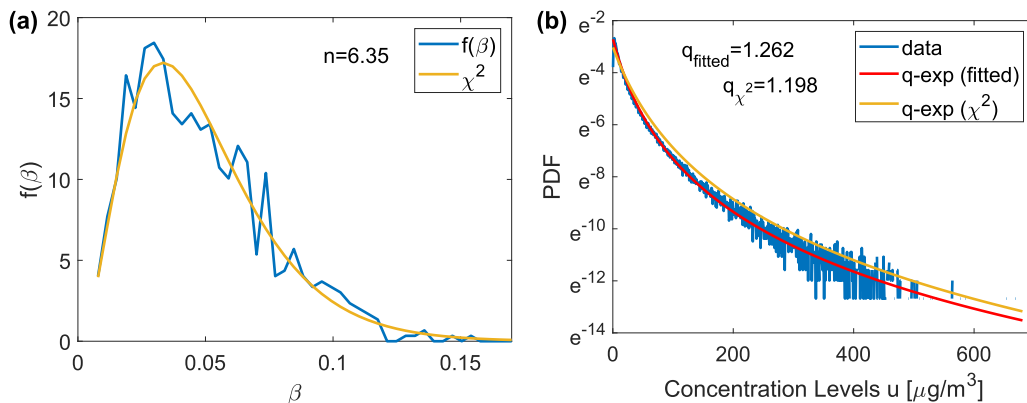 (a)
20
15
10
5
0
f(β)
n=6.35
f(β)
χ²
0
0.05
0.1
0.15
β
(b)
e⁻²
e⁻⁴
e⁻⁶
e⁻⁸
e⁻¹⁰
e⁻¹²
e⁻¹⁴
PDF
q_fitted=1.262
q_χ²=1.198
data
q-exp (fitted)
q-exp (χ²)
0
200
400
600
Concentration Levels u [μg/m³]